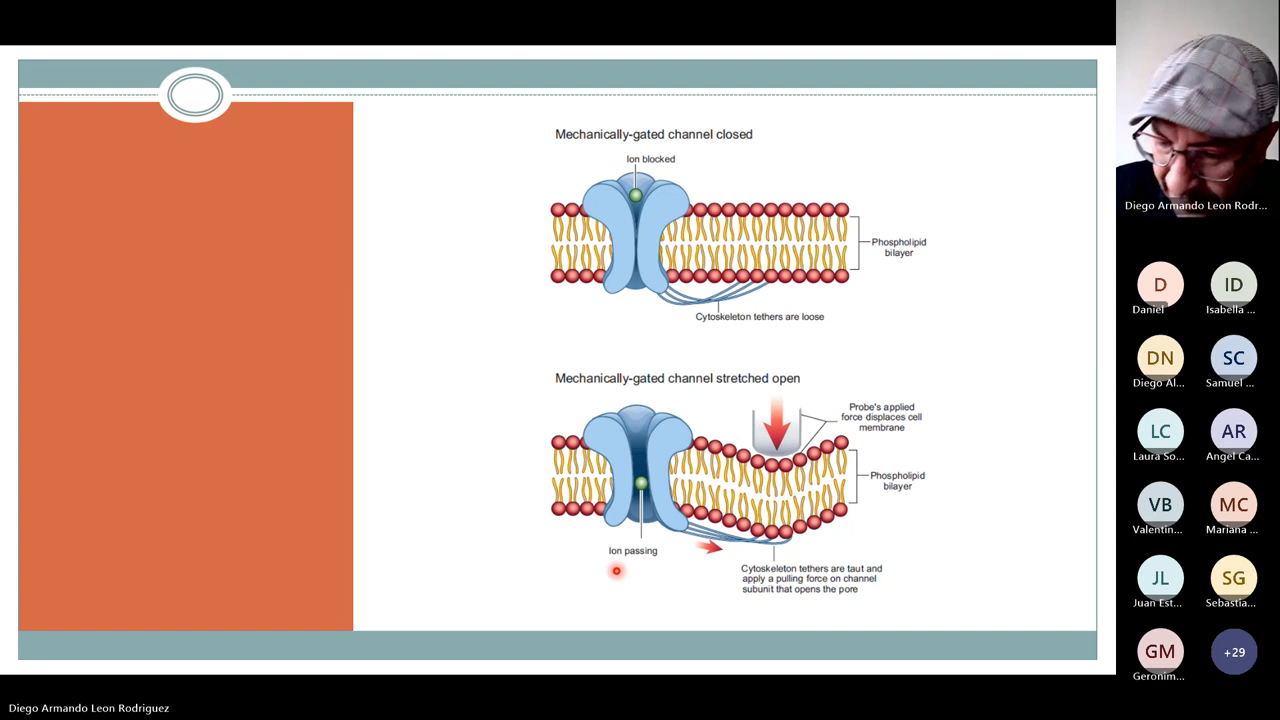 Mechanically-gated channel closed
Ion blocked
Phospholipid
bilayer
Cytoskeleton tethers are loose
Mechanically-gated channel stretched open
Probe's applied
force displaces cell
membrane
Phospholipid
bilayer
Ion passing
Cytoskeleton tethers are taut and
apply a pulling force on channel
subunit that opens the pore
Diego Armando Leon Rodr...
D
Daniel
ID
Isabella ...
DN
Diego Al...
SC
Samuel ...
LC
Laura So...
AR
Angel Ca...
VB
Valentin...
MC
Mariana ...
JL
Juan Est...
SG
Sebastia...
GM
Geronim...
+29
Diego Armando Leon Rodriguez